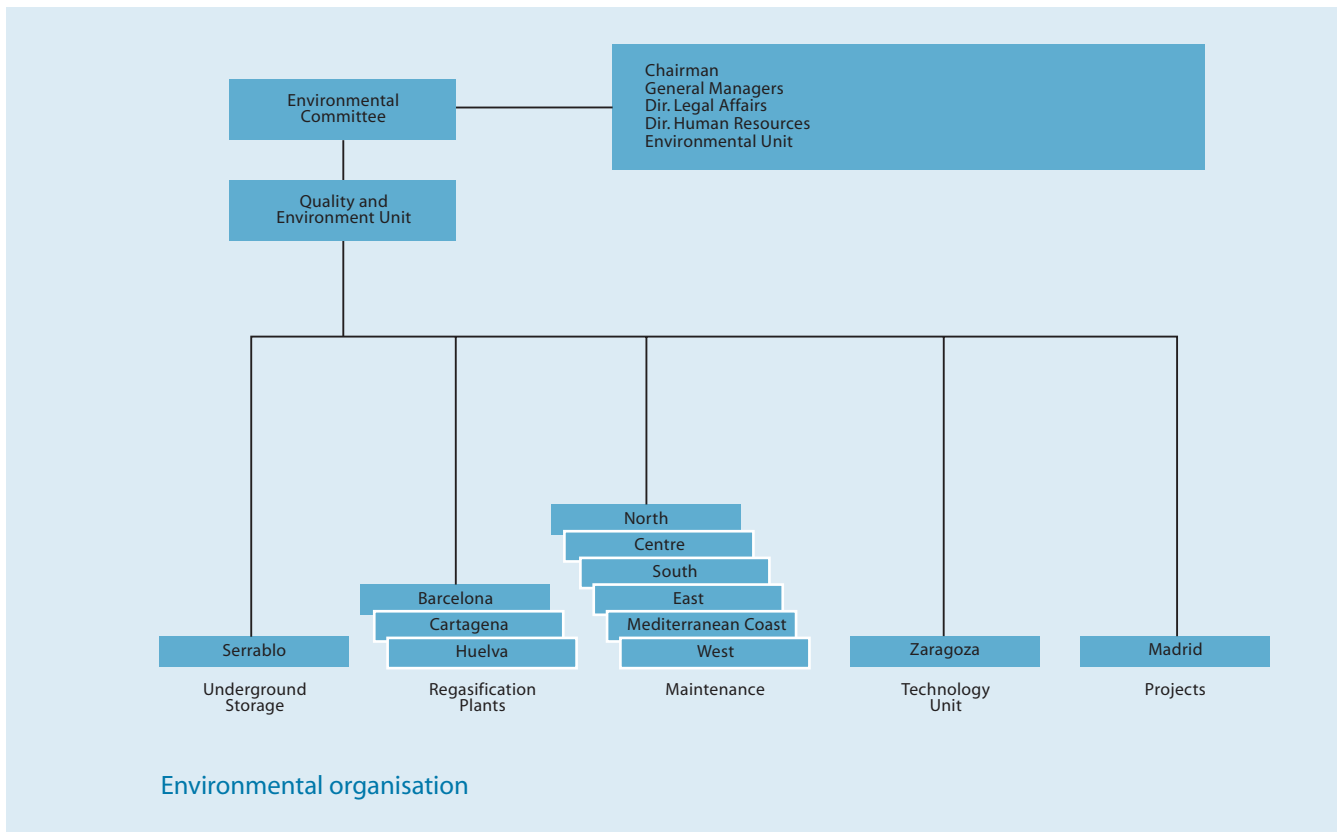 Environmental
Committee
Chairman
General Managers
Dir. Legal Affairs
Dir. Human Resources
Environmental Unit
Quality and
Environment Unit
North
Centre
South
East
Mediterranean Coast
West
Barcelona
Cartagena
Huelva
Serrablo
Zaragoza
Madrid
Underground
Storage
Regasification
Plants
Maintenance
Technology
Unit
Projects
Environmental organisation